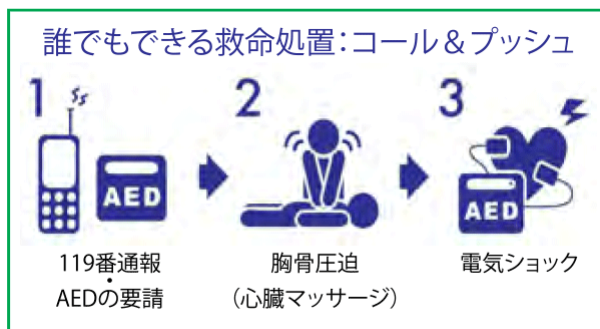 誰でもできる救命処置：コール＆プッシュ
1
AED
2
3
AED
119番通報
・
AEDの要請
胸骨圧迫
（心臓マッサージ）
電気ショック